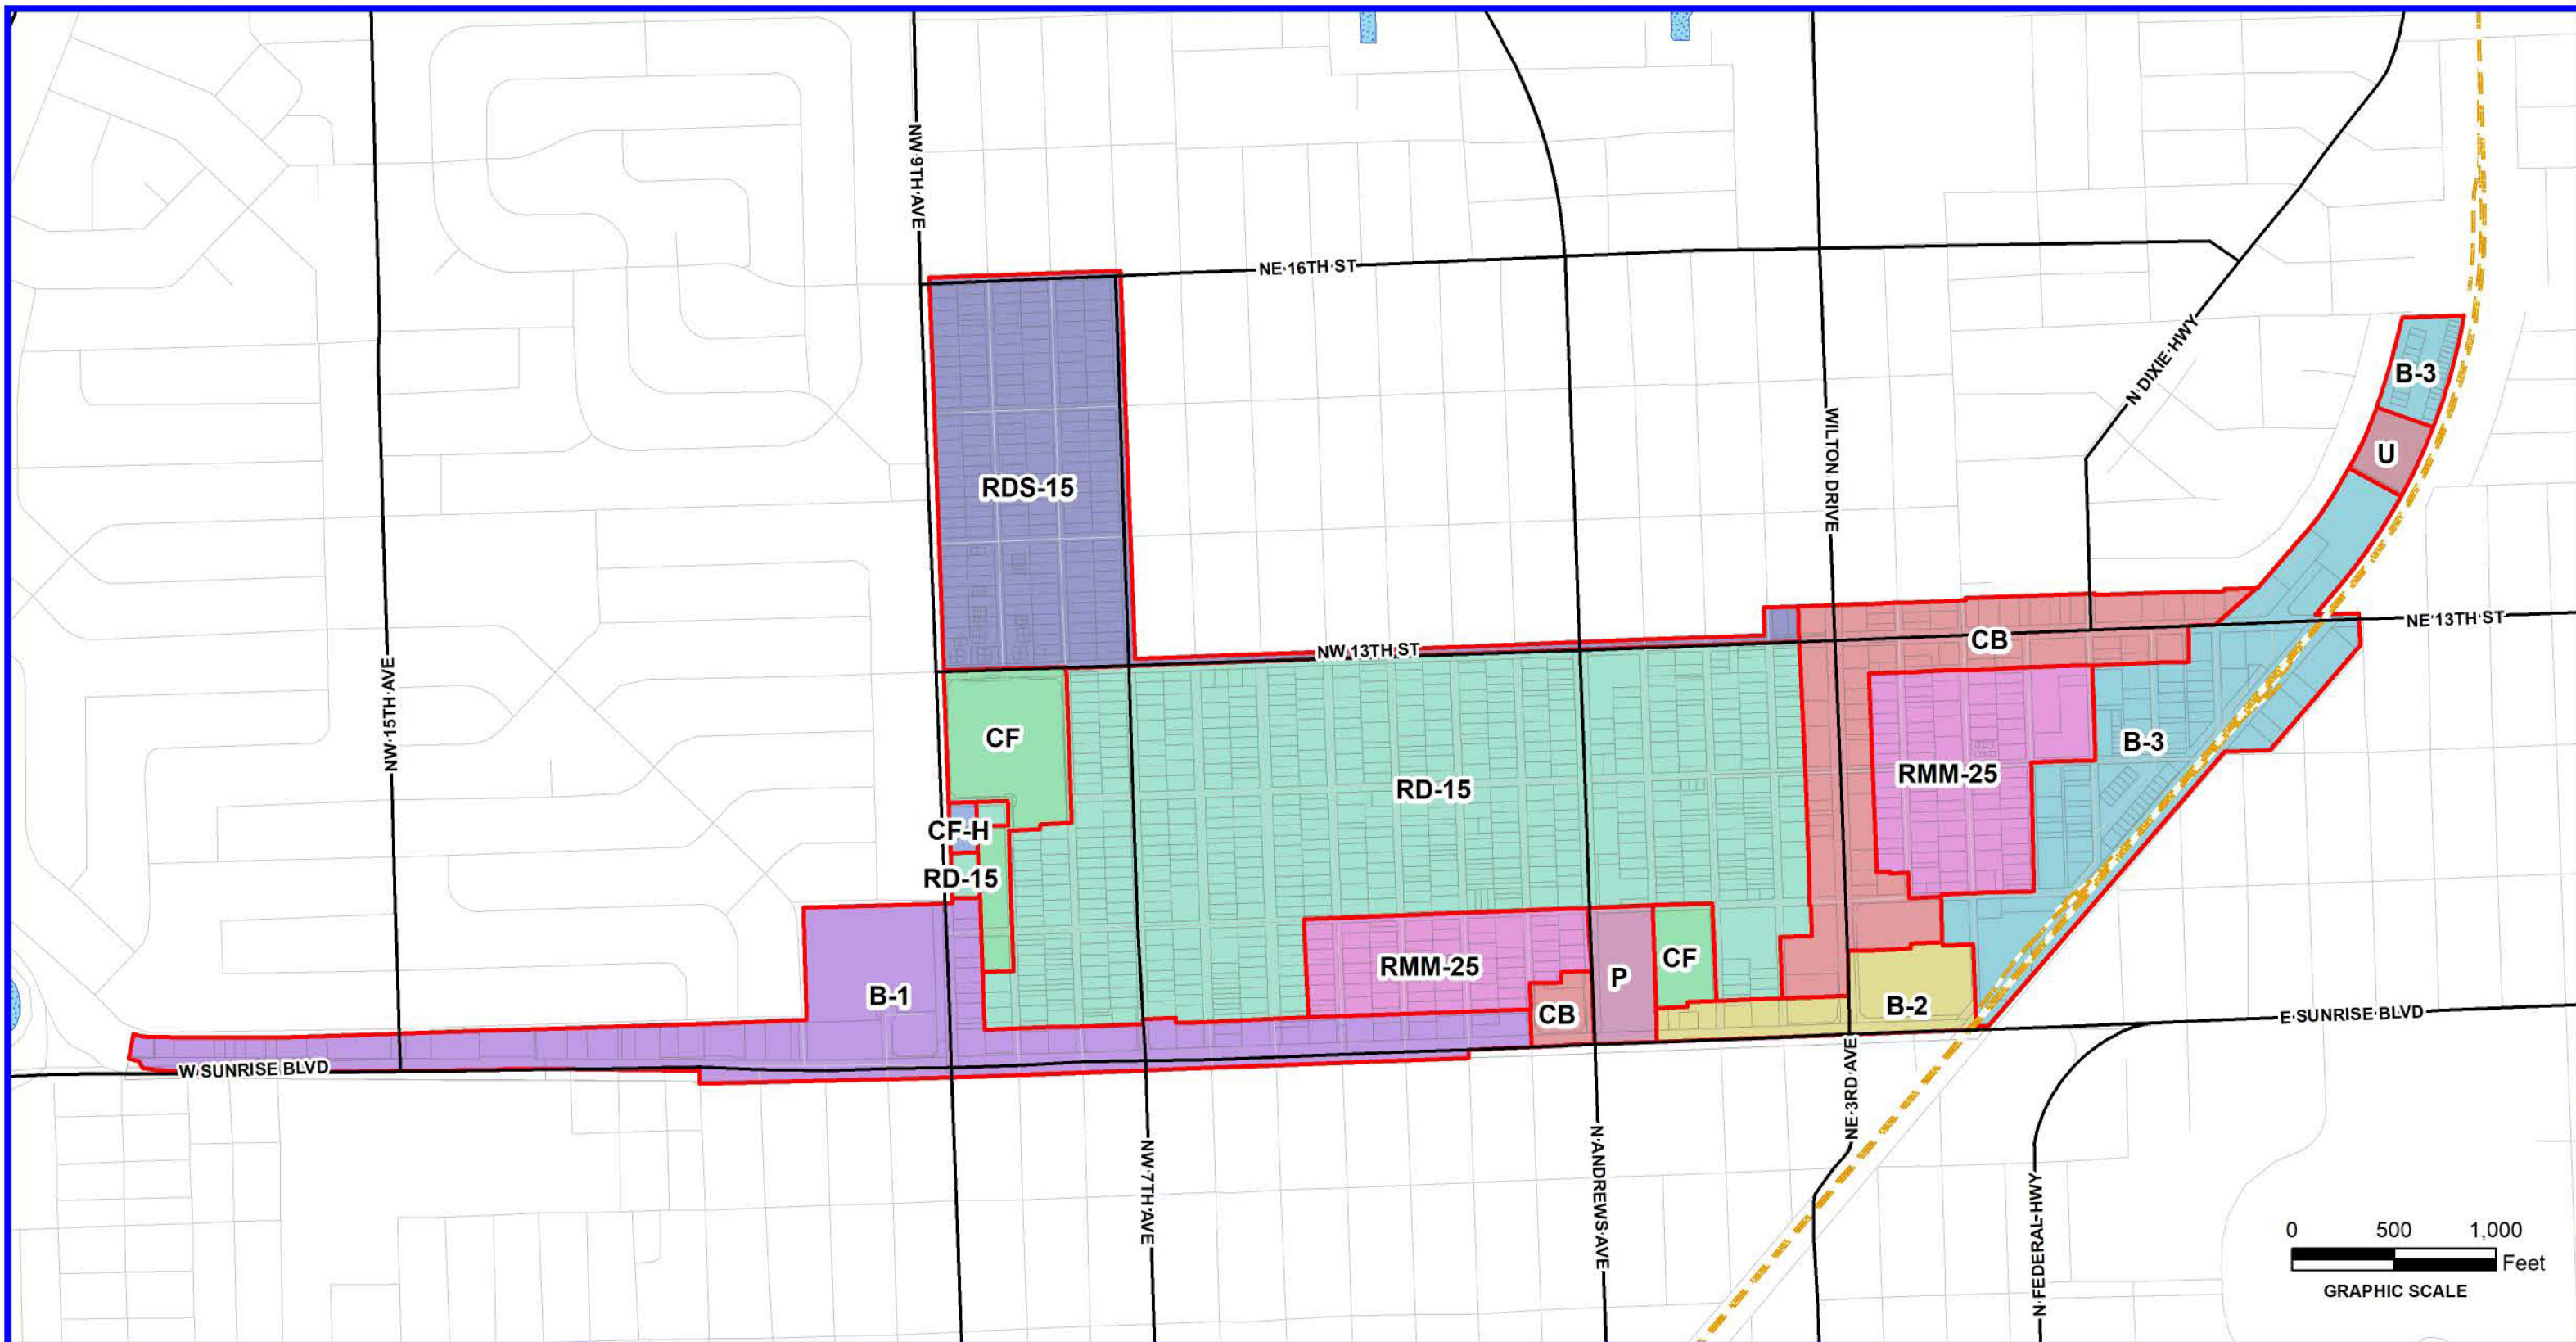 NW 9TH AVE
NE 16TH ST
N DIXIE HWY
B-3
U
WILTON DRIVE
RDS-15
NE 13TH ST
CB
NW 13TH ST
NW 15TH AVE
CF
B-3
RMM-25
RD-15
CF-H
RD-15
RMM-25
CF
P
B-1
B-2
CB
E SUNRISE BLVD
W SUNRISE BLVD
NE 3RD AVE
NW 7TH AVE
N ANDREWS AVE
N FEDERAL HWY
0 500 1,000
Feet
GRAPHIC SCALE